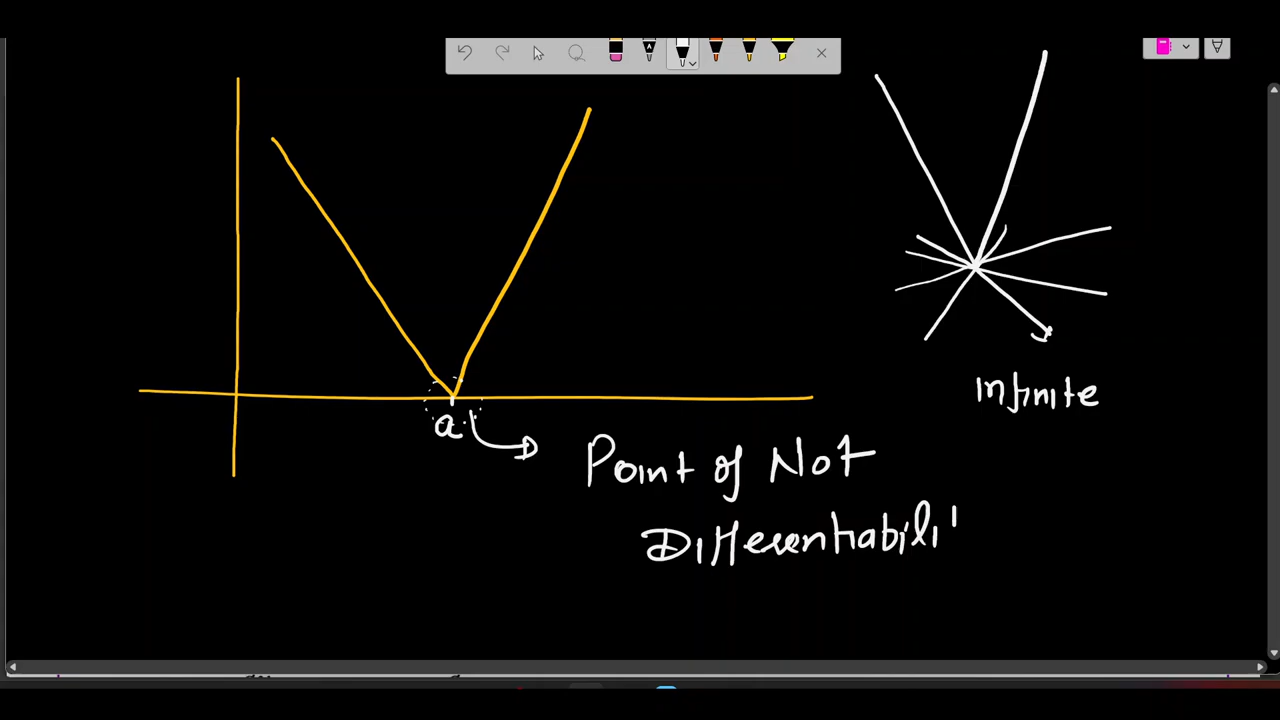 Infinite
a
Point of Not
Differentiabili